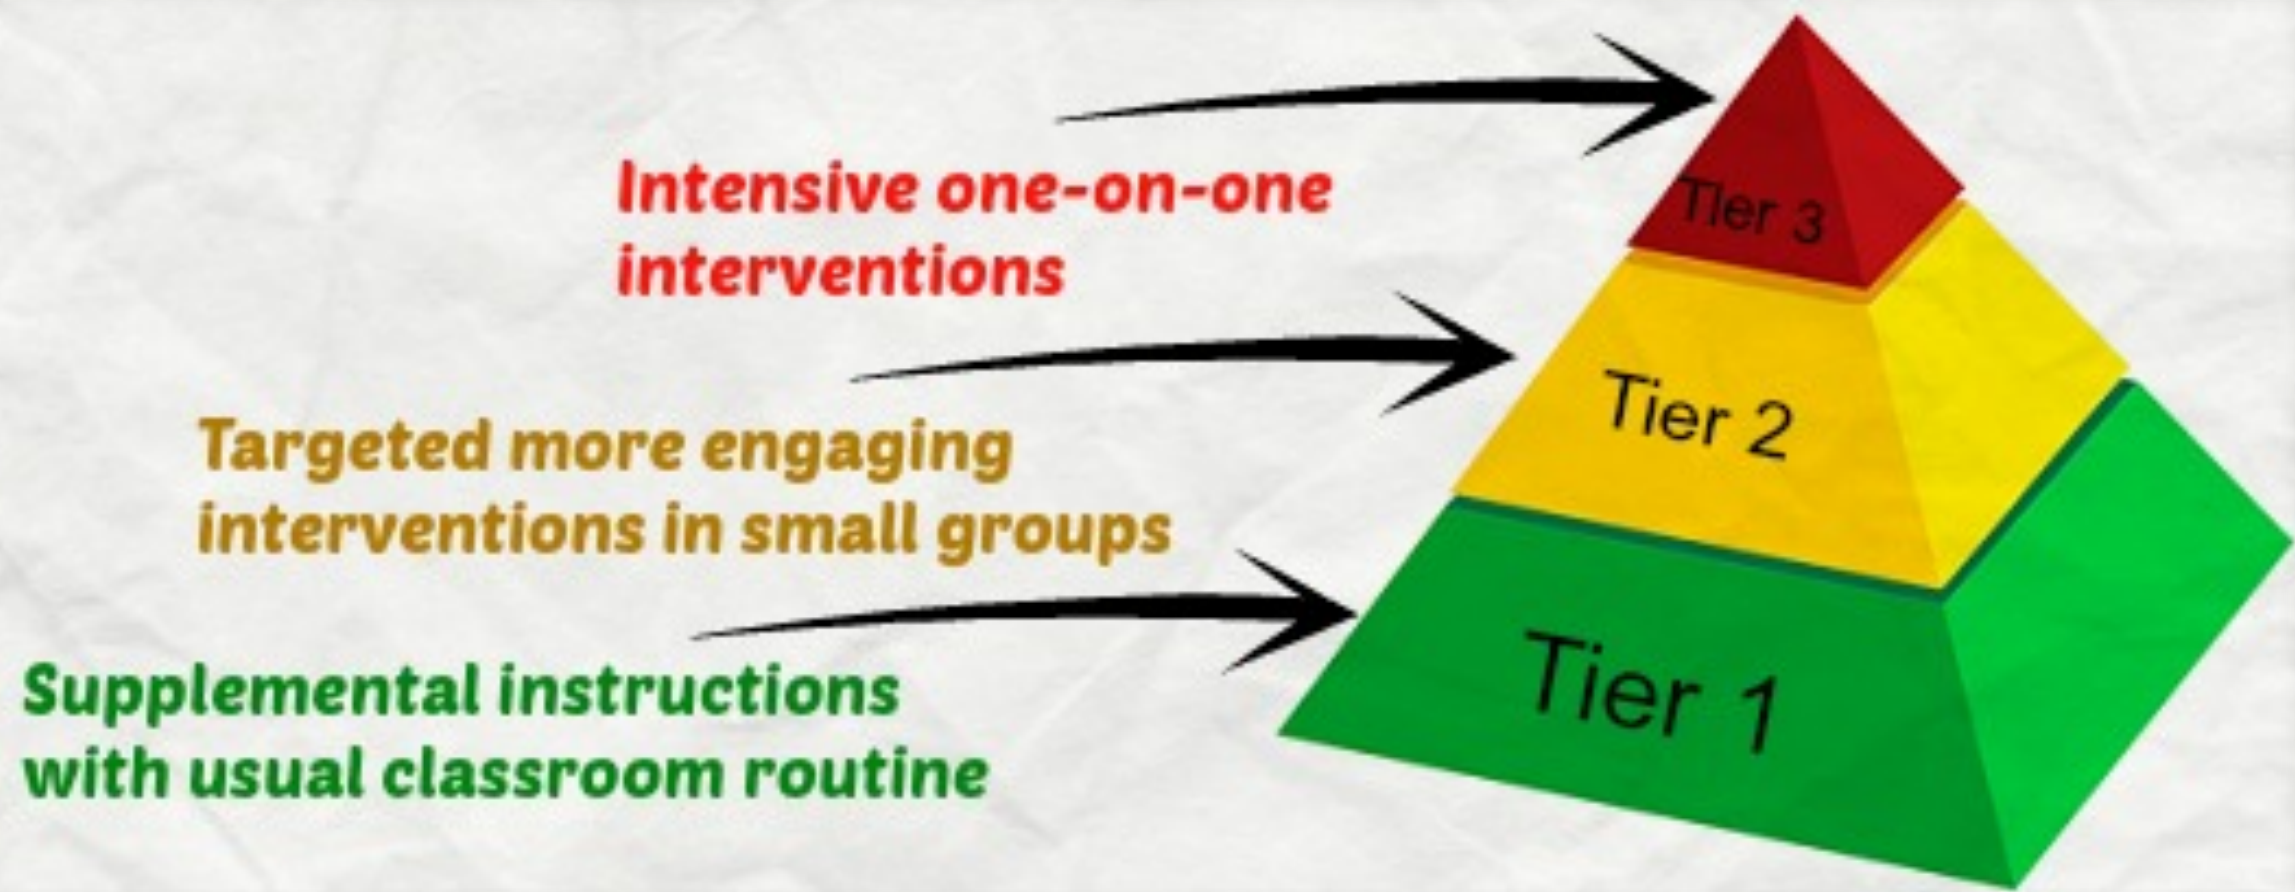 Intensive one-on-one
interventions
Tier 3
Targeted more engaging
interventions in small groups
Tier 2
Supplemental instructions
with usual classroom routine
Tier 1